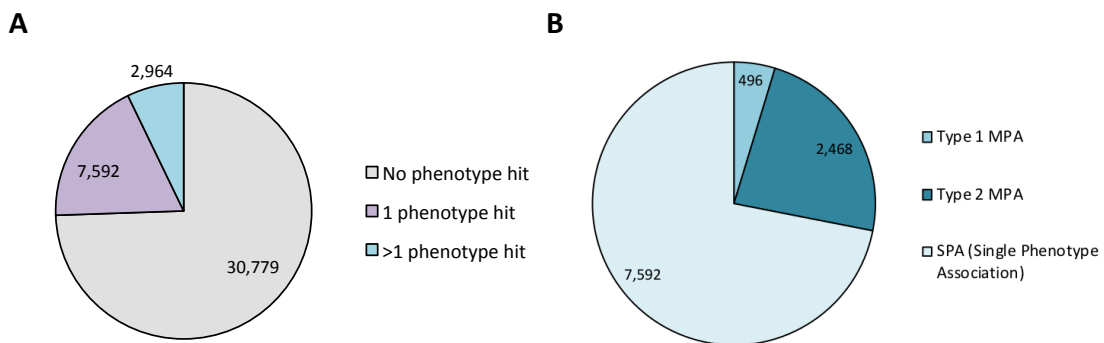 A
2,964
7,592
30,779
No phenotype hit
1 phenotype hit
>1 phenotype hit
B
496
2,468
7,592
Type 1 MPA
Type 2 MPA
SPA (Single Phenotype
Association)